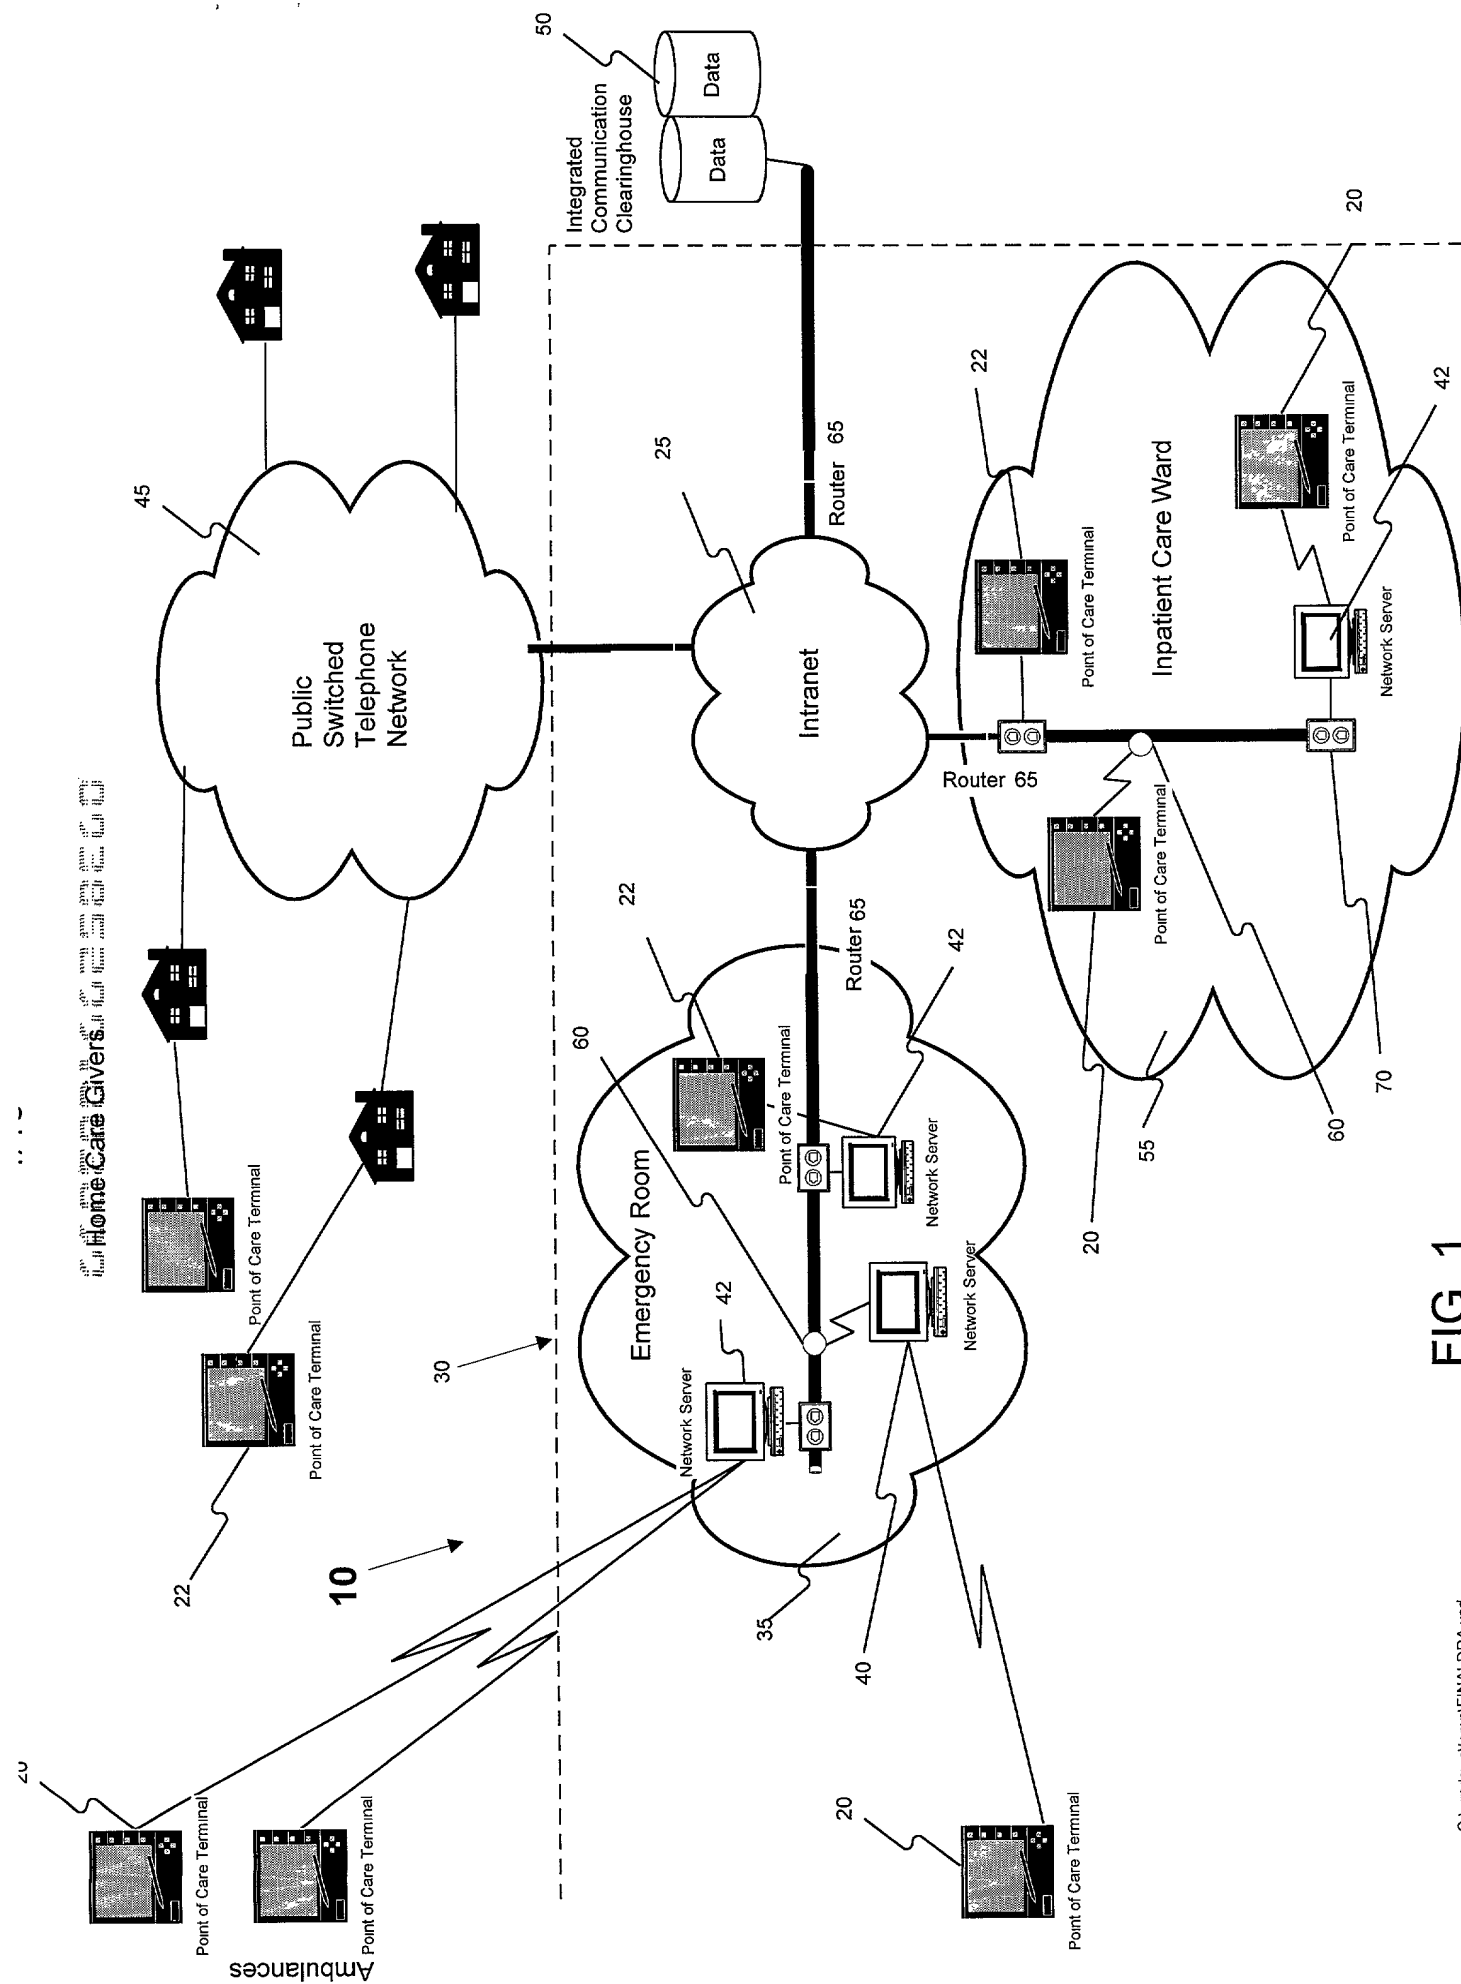 Home Care Givers
Ambulances
Point of Care Terminal
Point of Care Terminal
20
Point of Care Terminal
Point of Care Terminal
22
10
30
45
Public
Switched
Telephone
Network
Integrated
Communication
Clearinghouse
50
Data
Data
25
Intranet
Router 65
Router 65
Router 65
Emergency Room
Network Server
42
60
22
Point of Care Terminal
Network Server
42
Network Server
35
40
20
Point of Care Terminal
Inpatient Care Ward
22
Point of Care Terminal
20
Point of Care Terminal
42
Network Server
Point of Care Terminal
20
55
60
70
FIG. 1